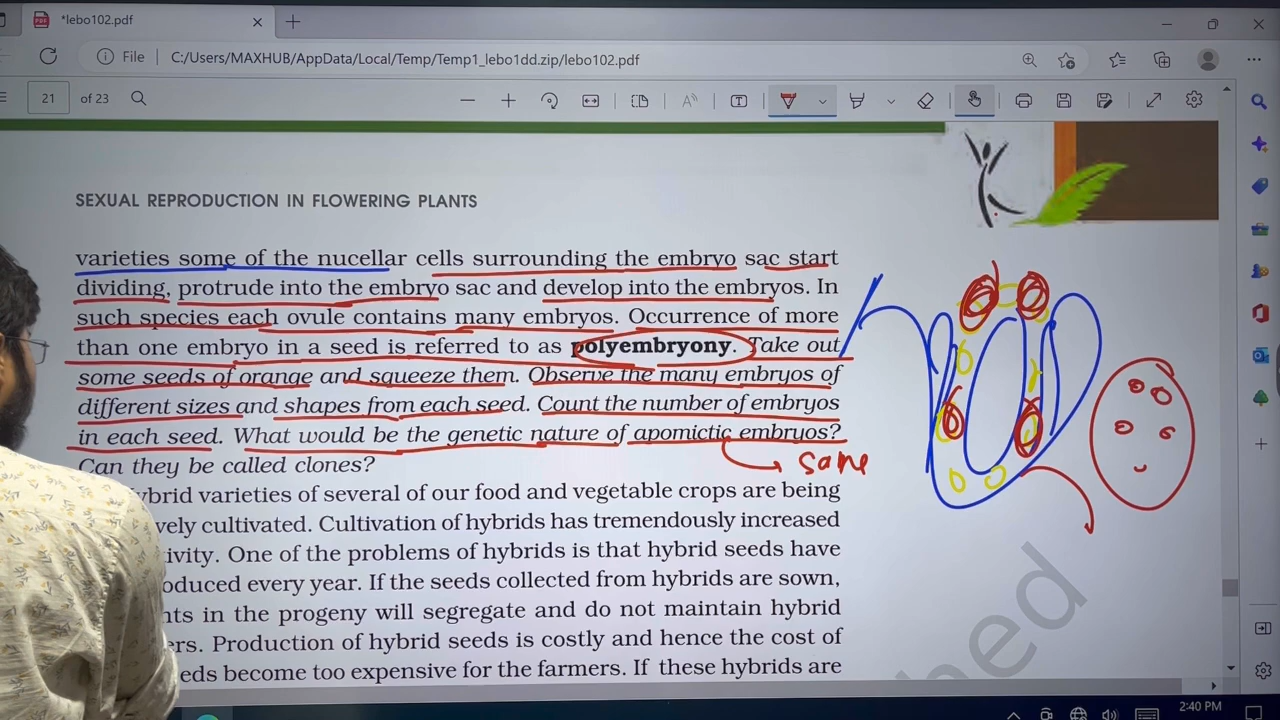 *lebo102.pdf
File C:/Users/MAXHUB/AppData/Local/Temp/Temp1_lebo1dd.zip/lebo102.pdf
21 of 23
SEXUAL REPRODUCTION IN FLOWERING PLANTS
varieties some of the nucellar cells surrounding the embryo sac start
dividing, protrude into the embryo sac and develop into the embryos. In
such species each ovule contains many embryos. Occurrence of more
than one embryo in a seed is referred to as polyembryony. Take out
some seeds of orange and squeeze them. Observe the many embryos of
different sizes and shapes from each seed. Count the number of embryos
in each seed. What would be the genetic nature of apomictic embryos?
Can they be called clones?
same
ybrid varieties of several of our food and vegetable crops are being
vely cultivated. Cultivation of hybrids has tremendously increased
ivity. One of the problems of hybrids is that hybrid seeds have
oduced every year. If the seeds collected from hybrids are sown,
nts in the progeny will segregate and do not maintain hybrid
ers. Production of hybrid seeds is costly and hence the cost of
eds become too expensive for the farmers. If these hybrids are
hed
2:40 PM